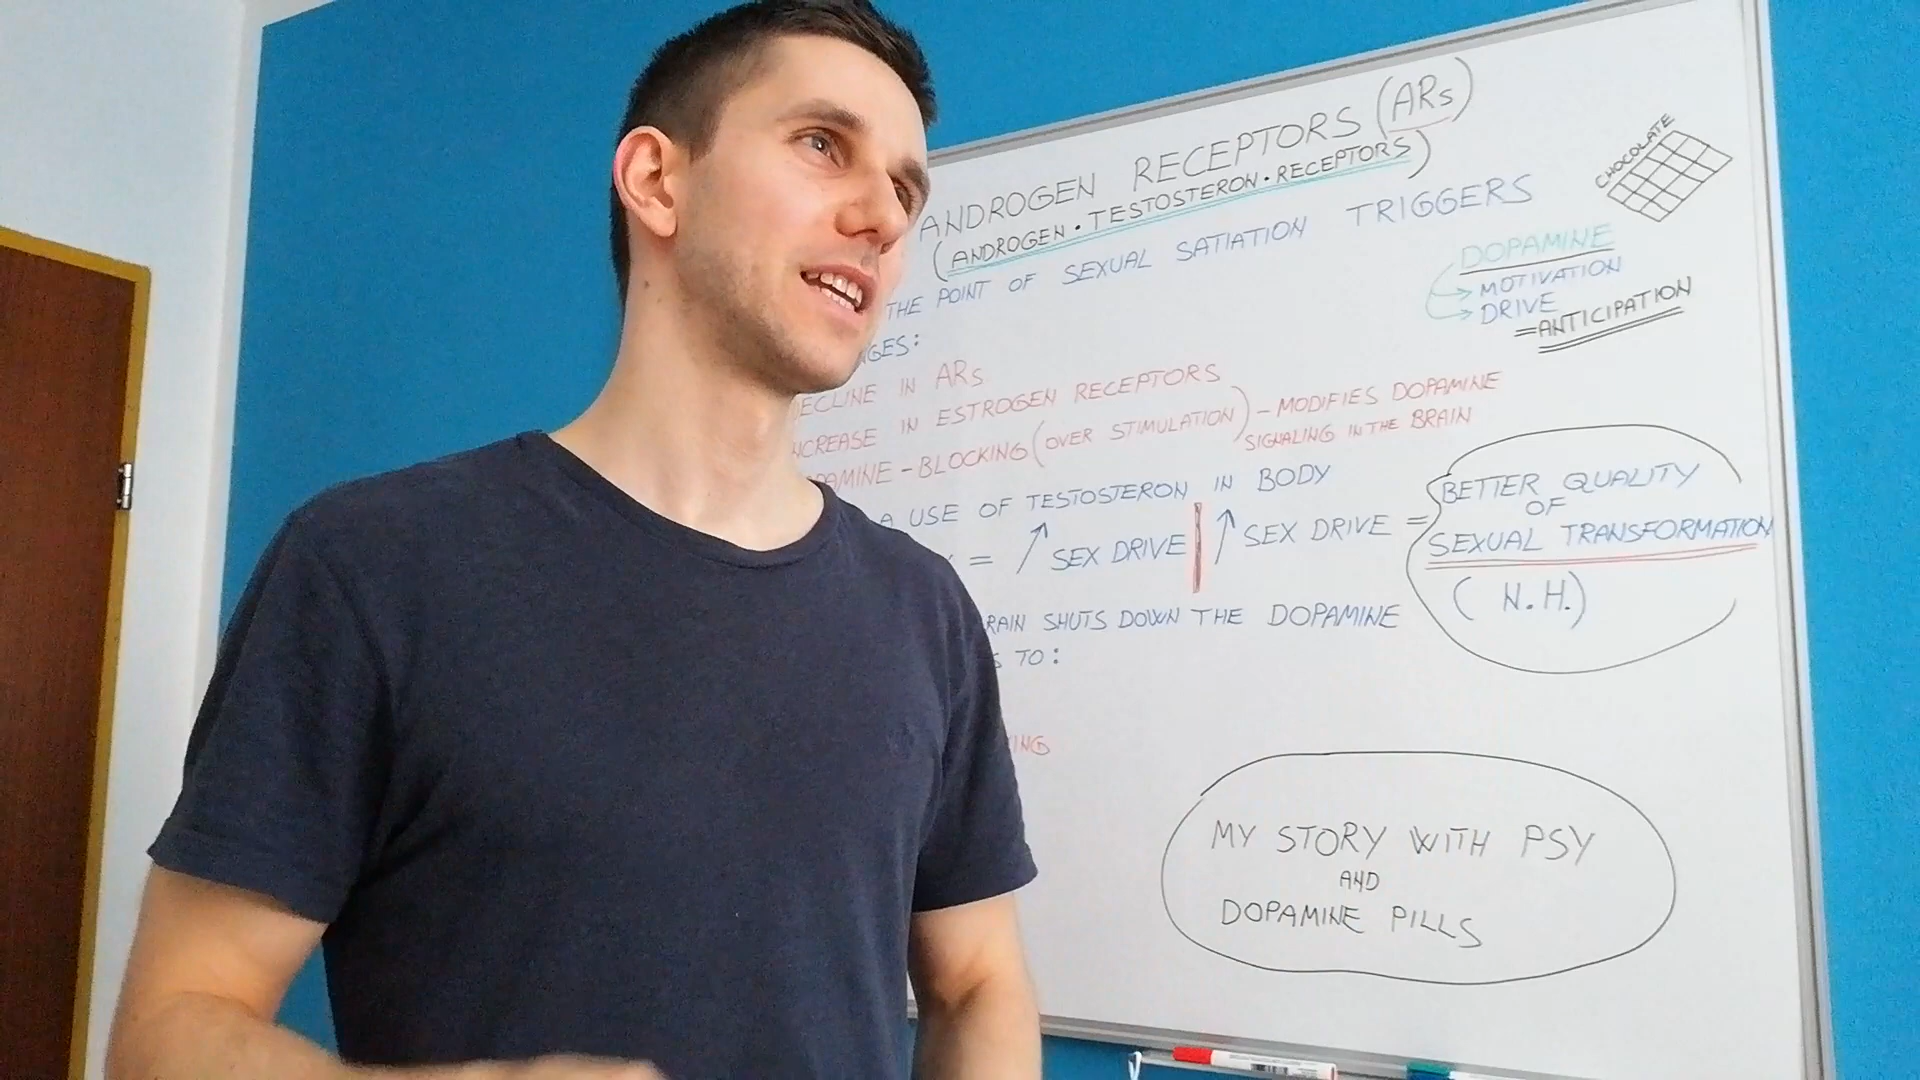 ANDROGEN RECEPTORS (ARs)
(ANDROGEN • TESTOSTERON • RECEPTORS)
THE POINT OF SEXUAL SATIATION TRIGGERS
CHOCOLATE
DOPAMINE
MOTIVATION
DRIVE
=ANTICIPATION
GES:
ECLINE IN ARs
NCREASE IN ESTROGEN RECEPTORS
PAMINE - BLOCKING (OVER STIMULATION) - MODIFIES DOPAMINE
SIGNALING IN THE BRAIN
A USE OF TESTOSTERON IN BODY
= ↑ SEX DRIVE | ↑ SEX DRIVE =
BETTER QUALITY
OF
SEXUAL TRANSFORMATION
(N.H.)
RAIN SHUTS DOWN THE DOPAMINE
S TO:
ING
MY STORY WITH PSY
AND
DOPAMINE PILLS